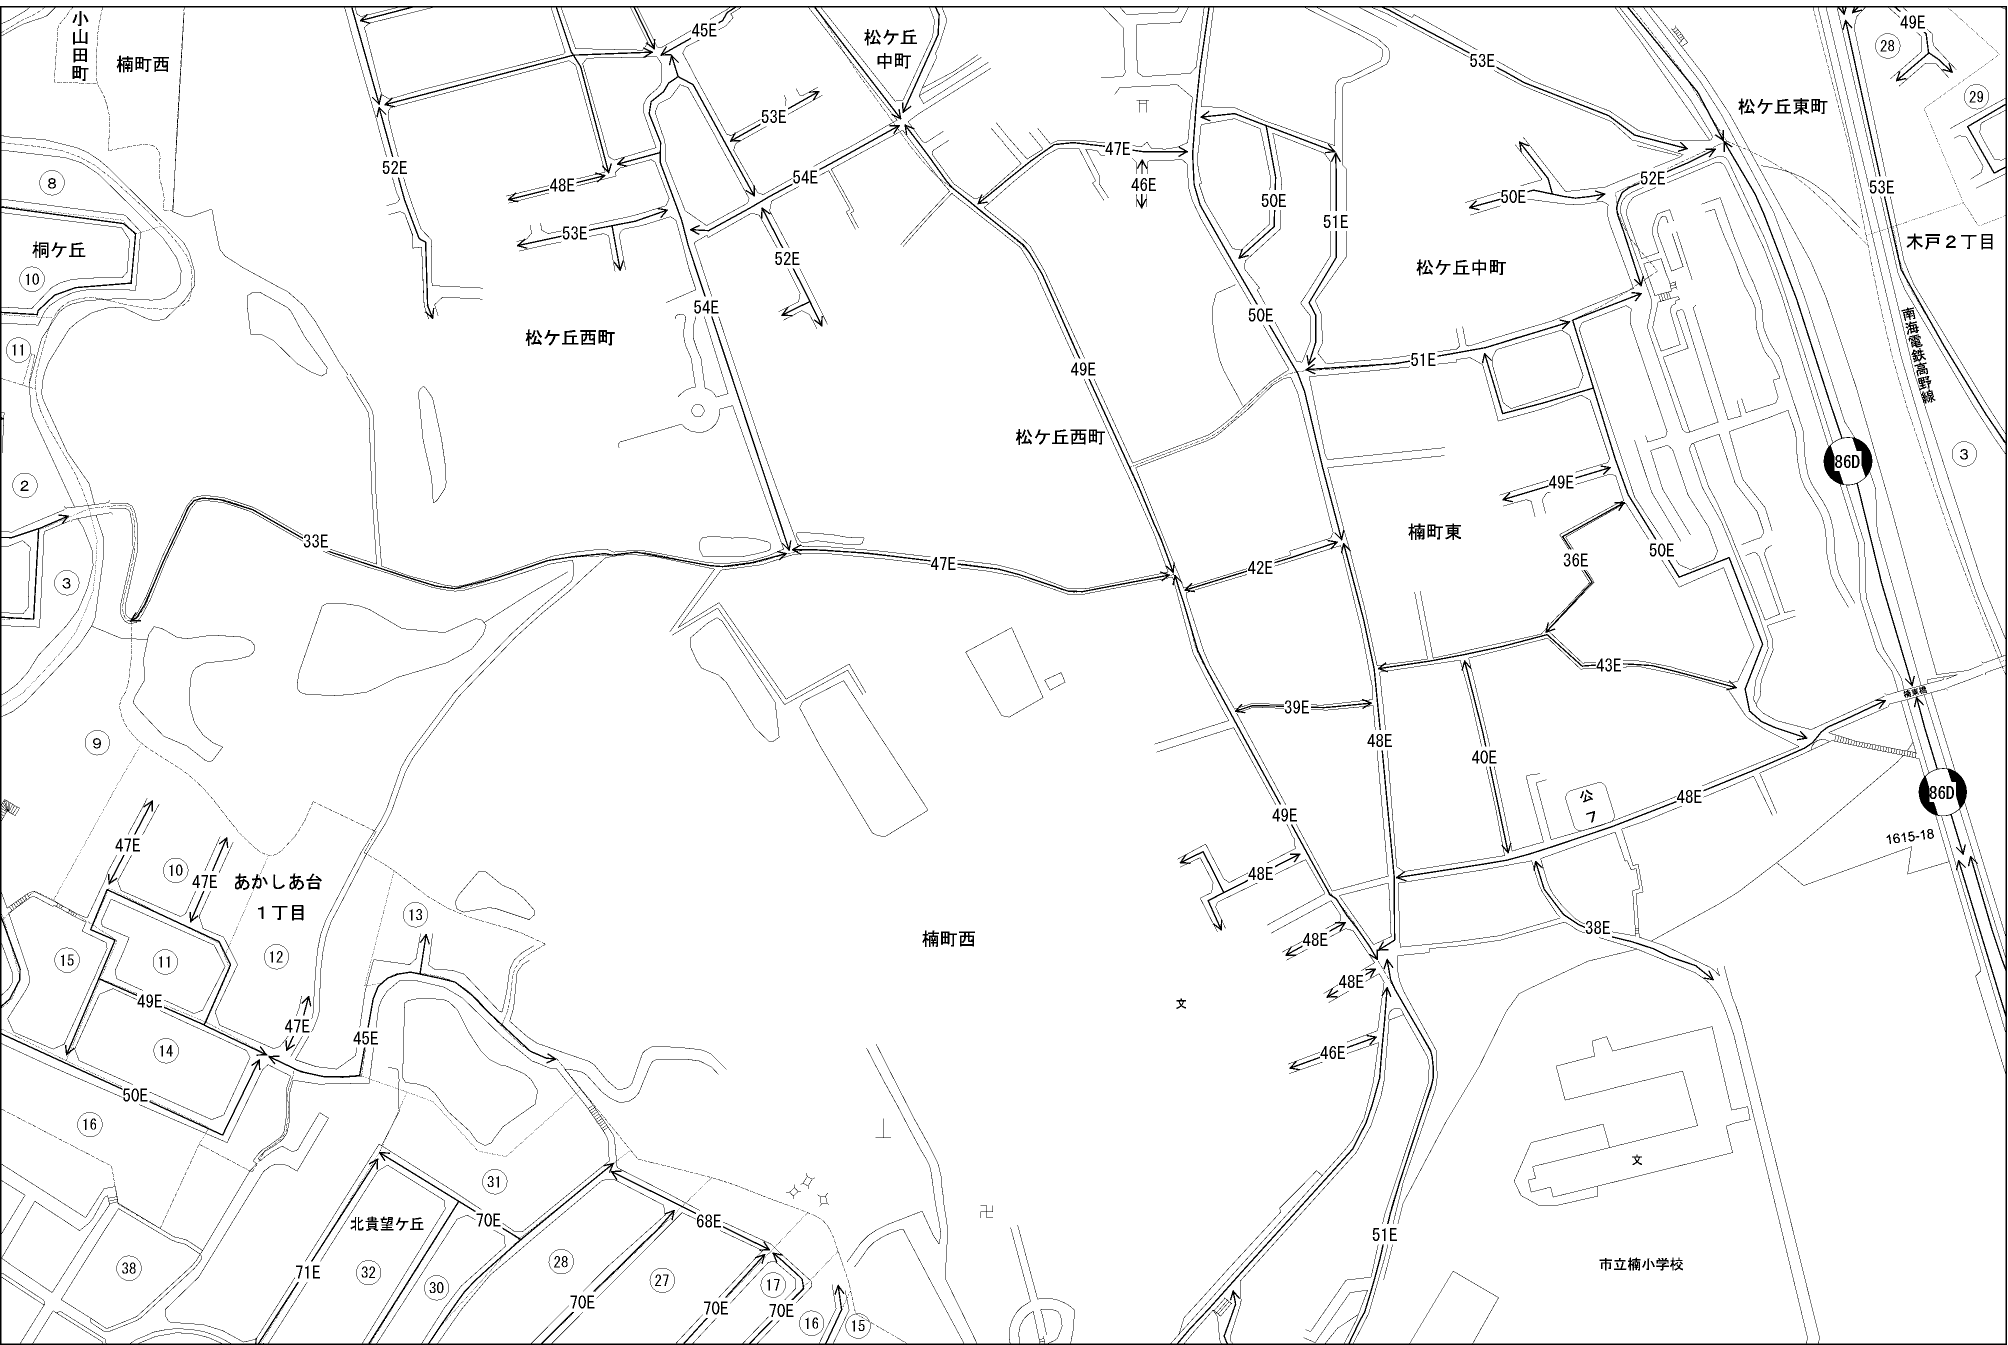 小山田町
楠町西
45E
松ケ丘
中町
53E
49E
28
29
松ケ丘東町
53E
52E
48E
54E
47E
46E
50E
51E
52E
50E
53E
8
桐ケ丘
10
53E
52E
松ケ丘中町
木戸２丁目
54E
50E
南海電鉄高野線
松ケ丘西町
11
49E
51E
松ケ丘西町
3
86D
2
49E
楠町東
33E
47E
42E
36E
50E
3
43E
楠東橋
39E
9
48E
40E
86D
公
7
48E
49E
1615-18
47E
10
47E
あかしあ台
１丁目
48E
13
38E
48E
楠町西
15
11
12
48E
文
49E
47E
45E
14
46E
50E
16
文
31
卍
北貴望ケ丘
70E
68E
51E
市立楠小学校
38
71E
32
30
28
27
17
70E
70E
70E
16
15